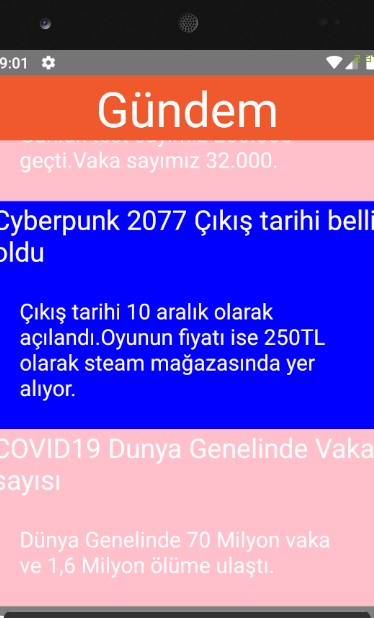 9:01
Gündem
geçti.Vaka sayımız 32.000.
Cyberpunk 2077 Çıkış tarihi belli
oldu
Çıkış tarihi 10 aralık olarak
açılandı.Oyunun fiyatı ise 250TL
olarak steam mağazasında yer
alıyor.
COVID19 Dunya Genelinde Vaka
sayısı
Dünya Genelinde 70 Milyon vaka
ve 1,6 Milyon ölüme ulaştı.